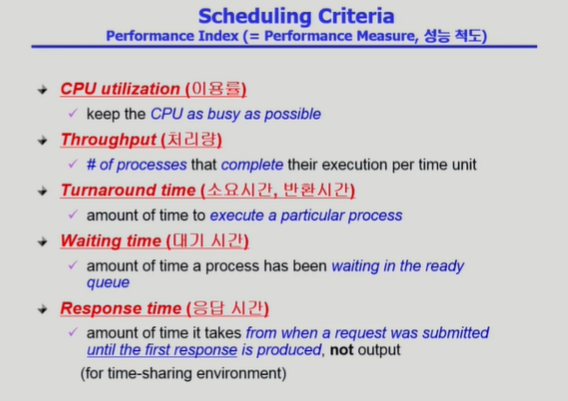 Scheduling Criteria
Performance Index (= Performance Measure, 성능 척도)
CPU utilization (이용률)
keep the CPU as busy as possible
Throughput (처리량)
# of processes that complete their execution per time unit
Turnaround time (소요시간, 반환시간)
amount of time to execute a particular process
Waiting time (대기 시간)
amount of time a process has been waiting in the ready
queue
Response time (응답 시간)
amount of time it takes from when a request was submitted
until the first response is produced, not output
(for time-sharing environment)